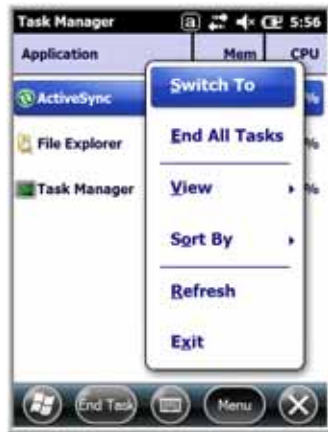 Task Manager a 5:56
Application Mem CPU
ActiveSync %
File Explorer %
Task Manager %
Switch To
End All Tasks
View
Sort By
Refresh
Exit
End Task Menu